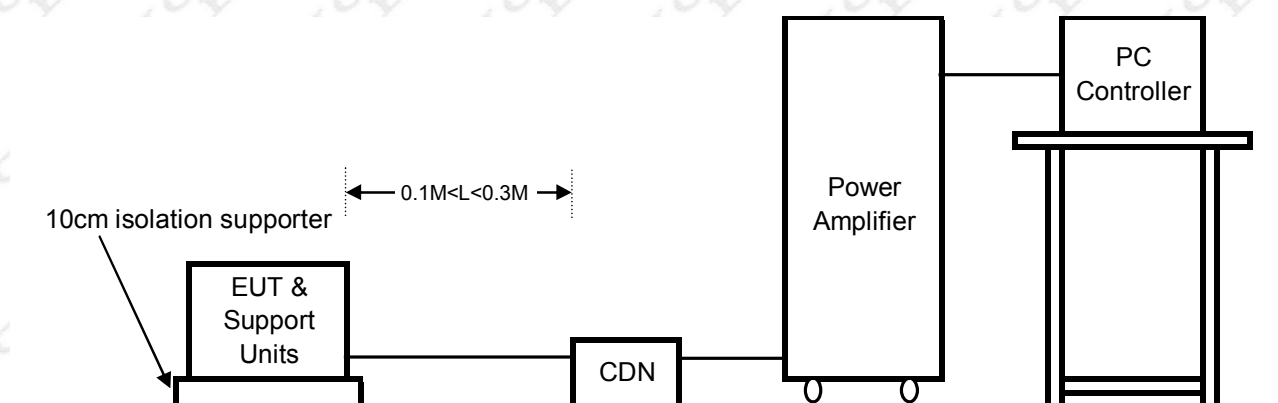 PC
Controller
0.1M<L<0.3M
Power
Amplifier
10cm isolation supporter
EUT &
Support
Units
CDN